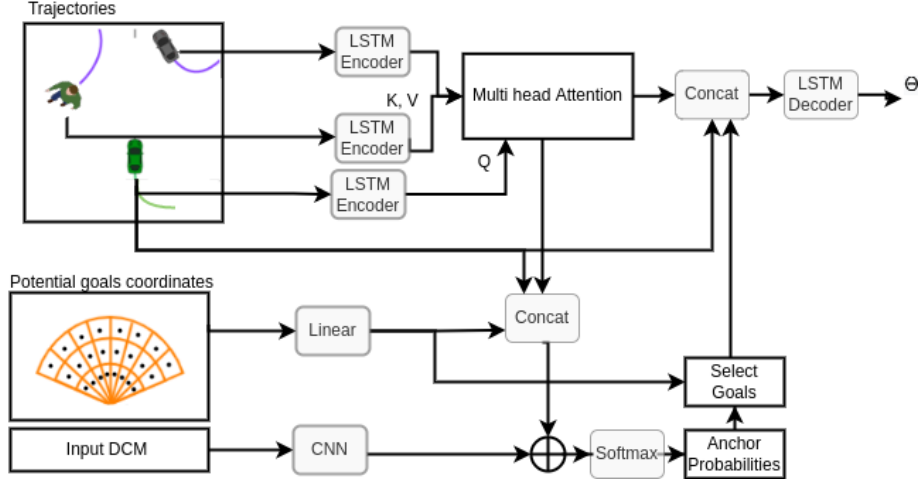 Trajectories
LSTM
Encoder
K, V
Multi head Attention
Concat
LSTM
Decoder
Θ
LSTM
Encoder
Q
LSTM
Encoder
Potential goals coordinates
Linear
Concat
Select
Goals
Input DCM
CNN
Softmax
Anchor
Probabilities